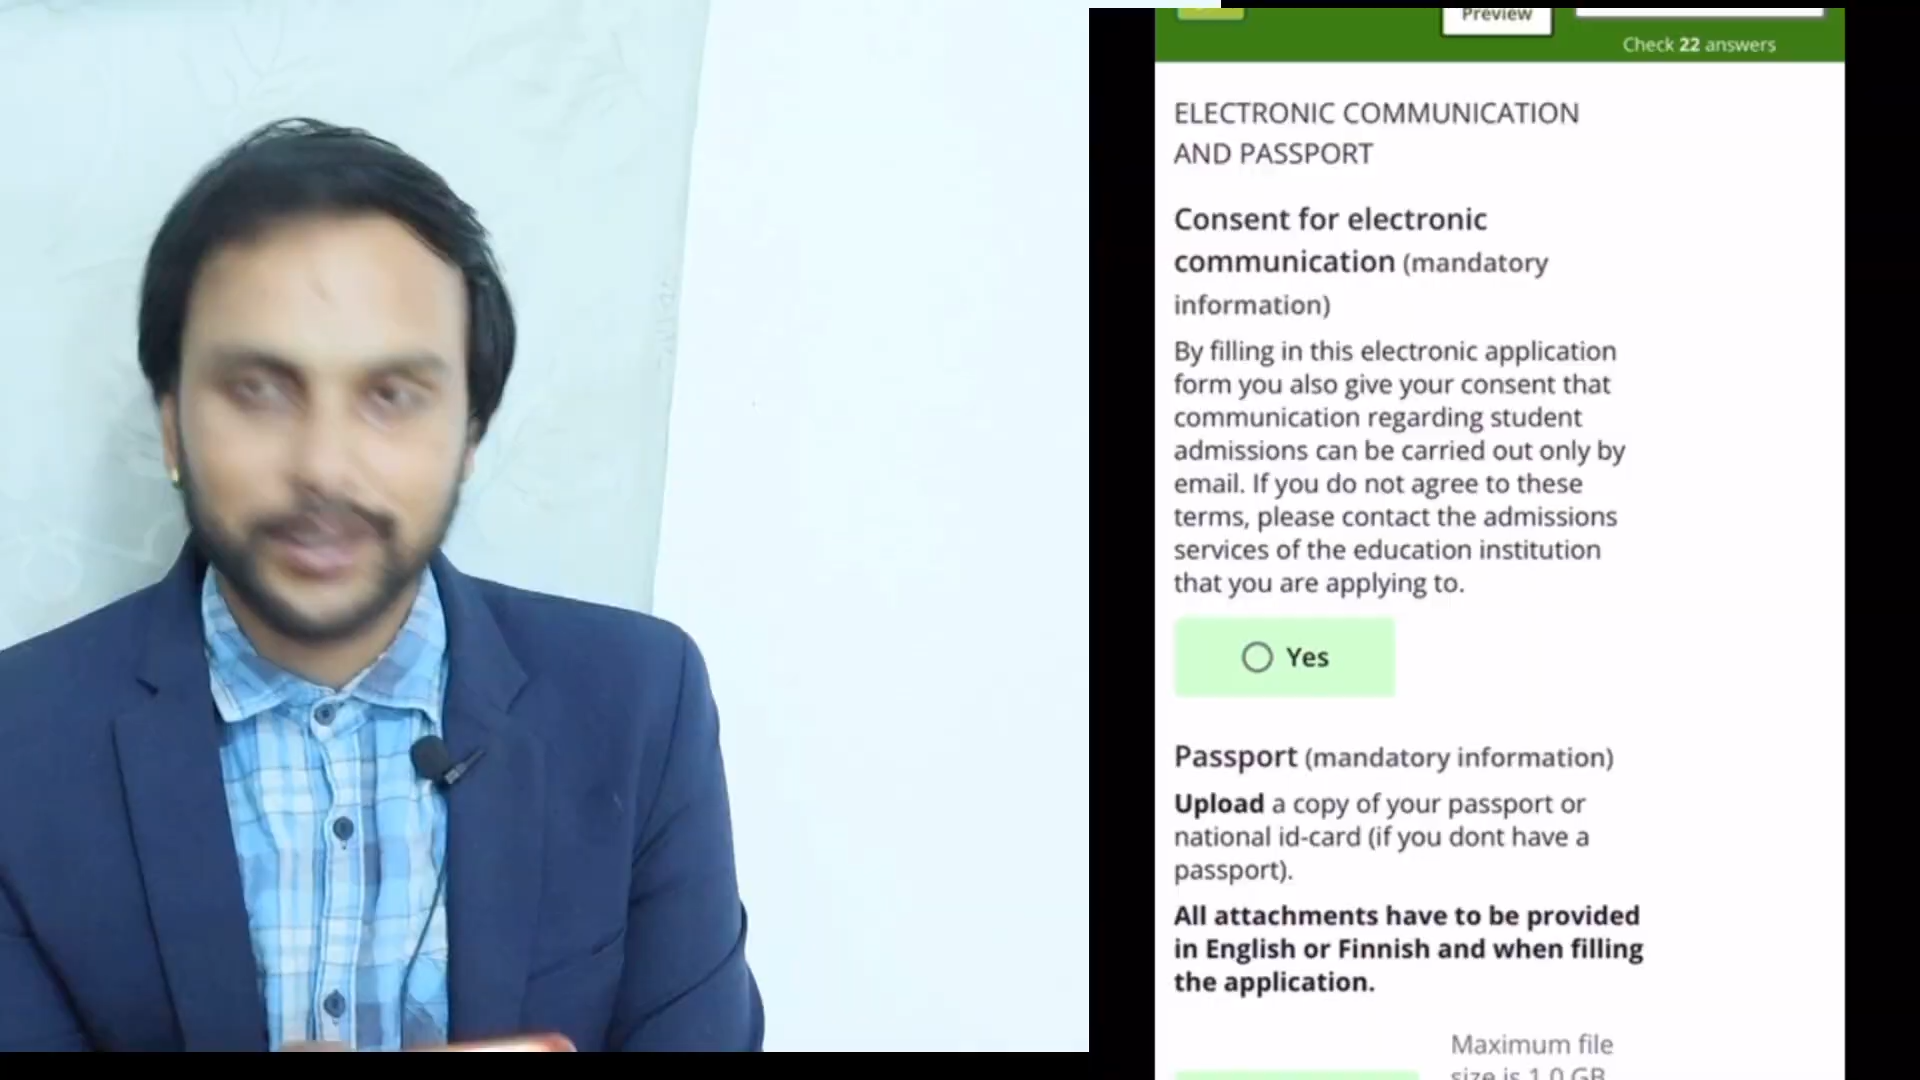 Preview
Check 22 answers
ELECTRONIC COMMUNICATION
AND PASSPORT
Consent for electronic
communication (mandatory
information)
By filling in this electronic application
form you also give your consent that
communication regarding student
admissions can be carried out only by
email. If you do not agree to these
terms, please contact the admissions
services of the education institution
that you are applying to.
Yes
Passport (mandatory information)
Upload a copy of your passport or
national id-card (if you dont have a
passport).
All attachments have to be provided
in English or Finnish and when filling
the application.
Maximum file
size is 1.0 GB